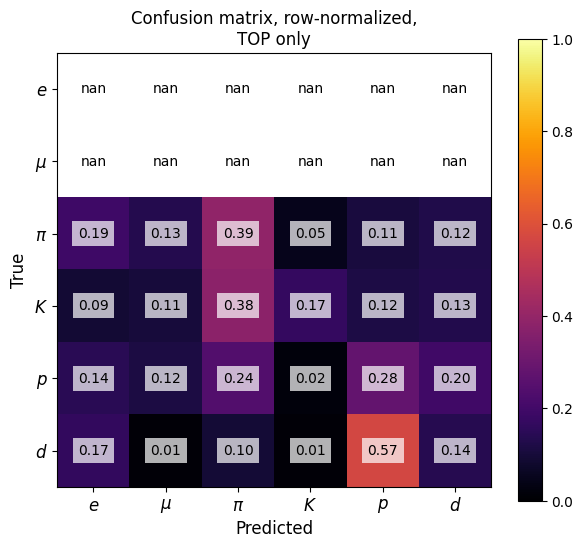 Confusion matrix, row-normalized,
TOP only
1.0
e nan nan nan nan nan nan
0.8
μ nan nan nan nan nan nan
π 0.19 0.13 0.39 0.05 0.11 0.12
0.6
True
K 0.09 0.11 0.38 0.17 0.12 0.13
0.4
p 0.14 0.12 0.24 0.02 0.28 0.20
0.2
d 0.17 0.01 0.10 0.01 0.57 0.14
0.0
e μ π K p d
Predicted